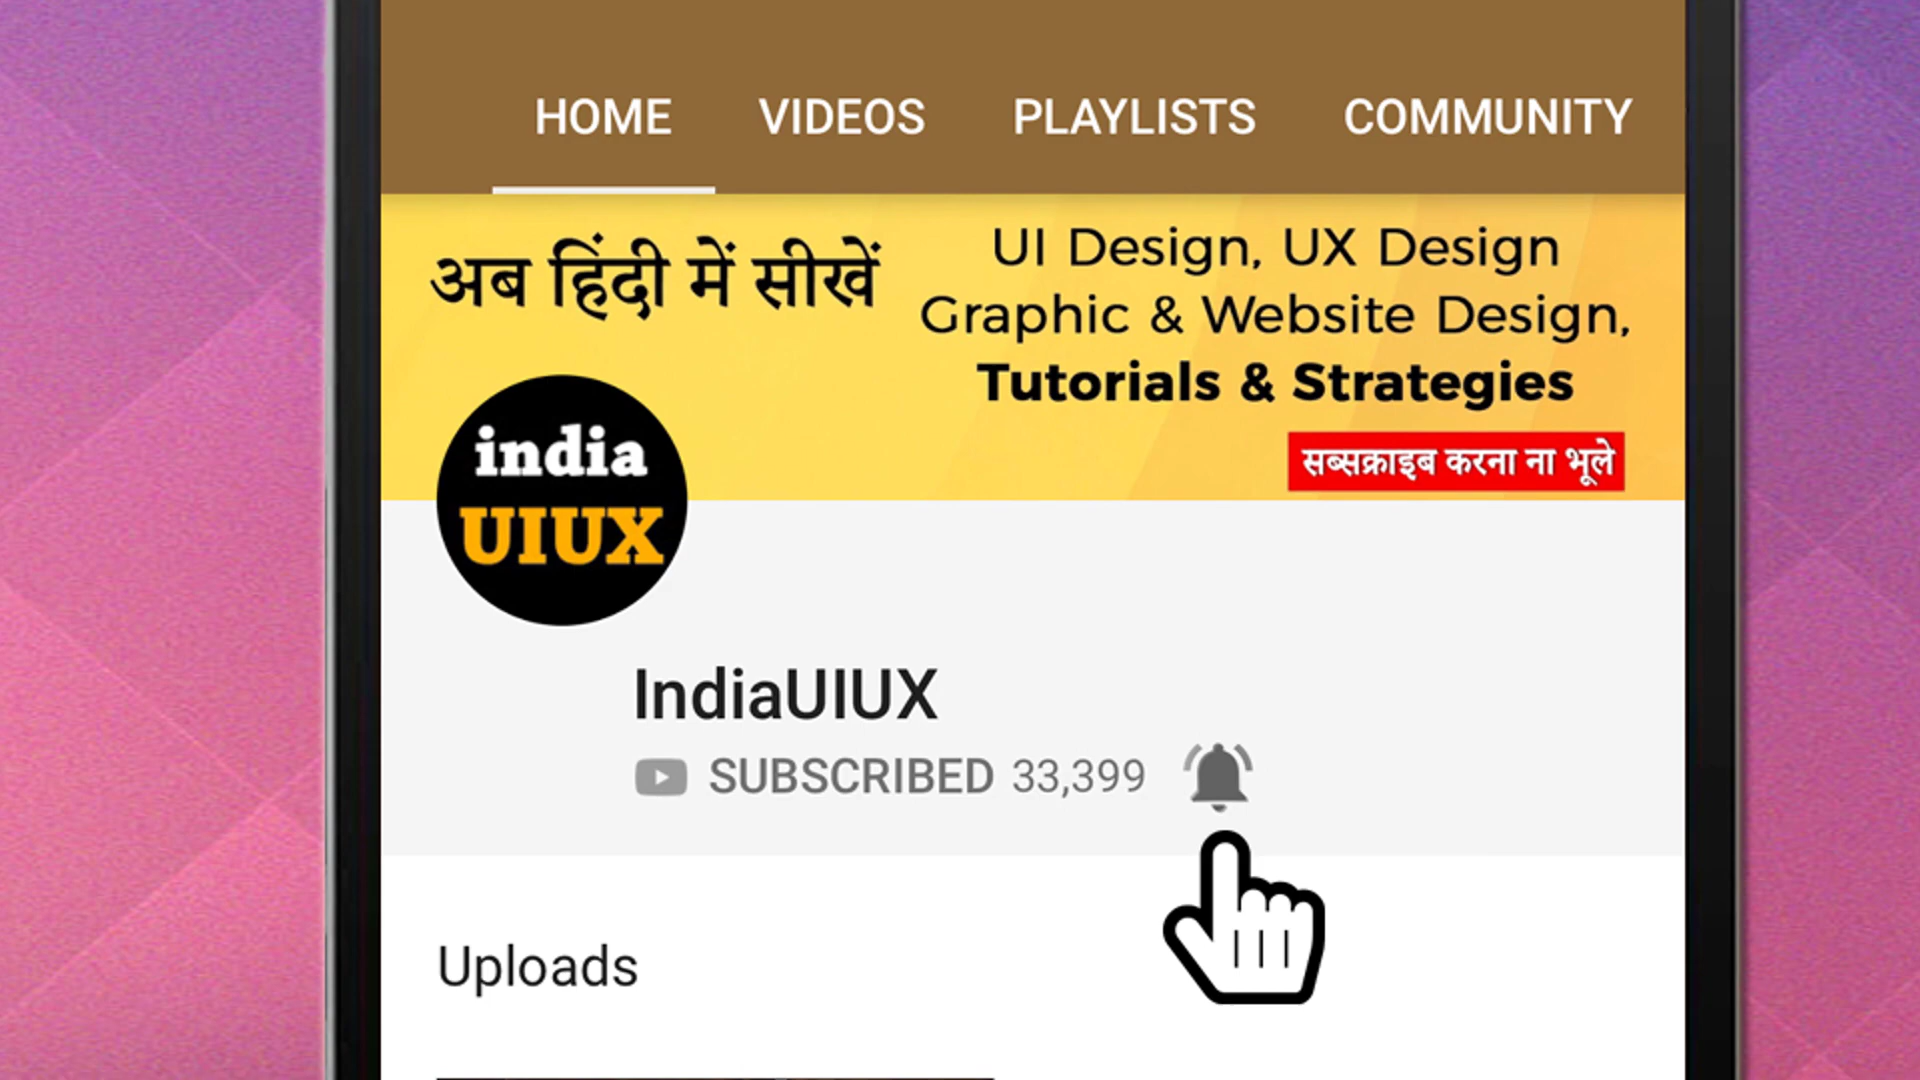 HOME VIDEOS PLAYLISTS COMMUNITY
अब हिंदी में सीखें
UI Design, UX Design
Graphic & Website Design,
Tutorials & Strategies
सब्सक्राइब करना ना भूले
india
UIUX
IndiaUIUX
SUBSCRIBED 33,399
Uploads